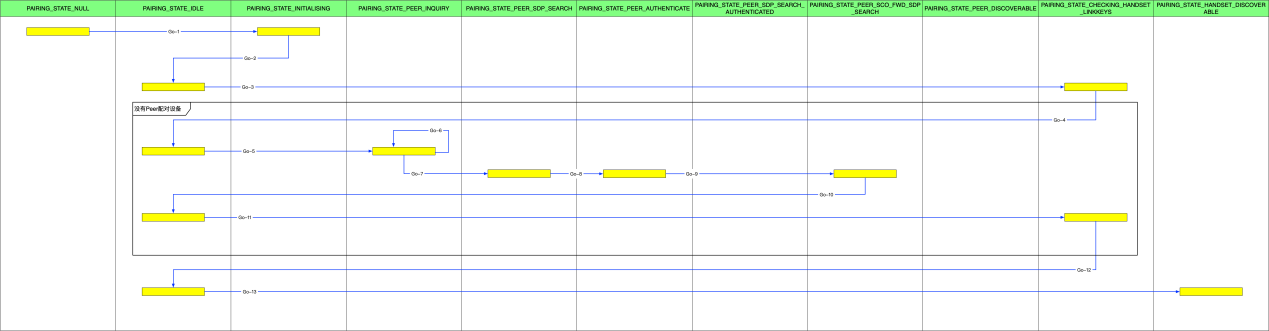 PAIRING_STATE_NULL
PAIRING_STATE_IDLE
PAIRING_STATE_INITIALISING
PAIRING_STATE_PEER_INQUIRY
PAIRING_STATE_PEER_SDP_SEARCH
PAIRING_STATE_PEER_AUTHENTICATE
PAIRING_STATE_PEER_SDP_SEARCH_
AUTHENTICATED
PAIRING_STATE_PEER_SCO_FWD_SDP
_SEARCH
PAIRING_STATE_PEER_DISCOVERABLE
PAIRING_STATE_CHECKING_HANDSET
_LINKKEYS
PAIRING_STATE_HANDSET_DISCOVER
ABLE
Go-1
Go-2
Go-3
没有Peer配对设备
Go-4
Go-6
Go-5
Go-7
Go-8
Go-9
Go-10
Go-11
Go-12
Go-13